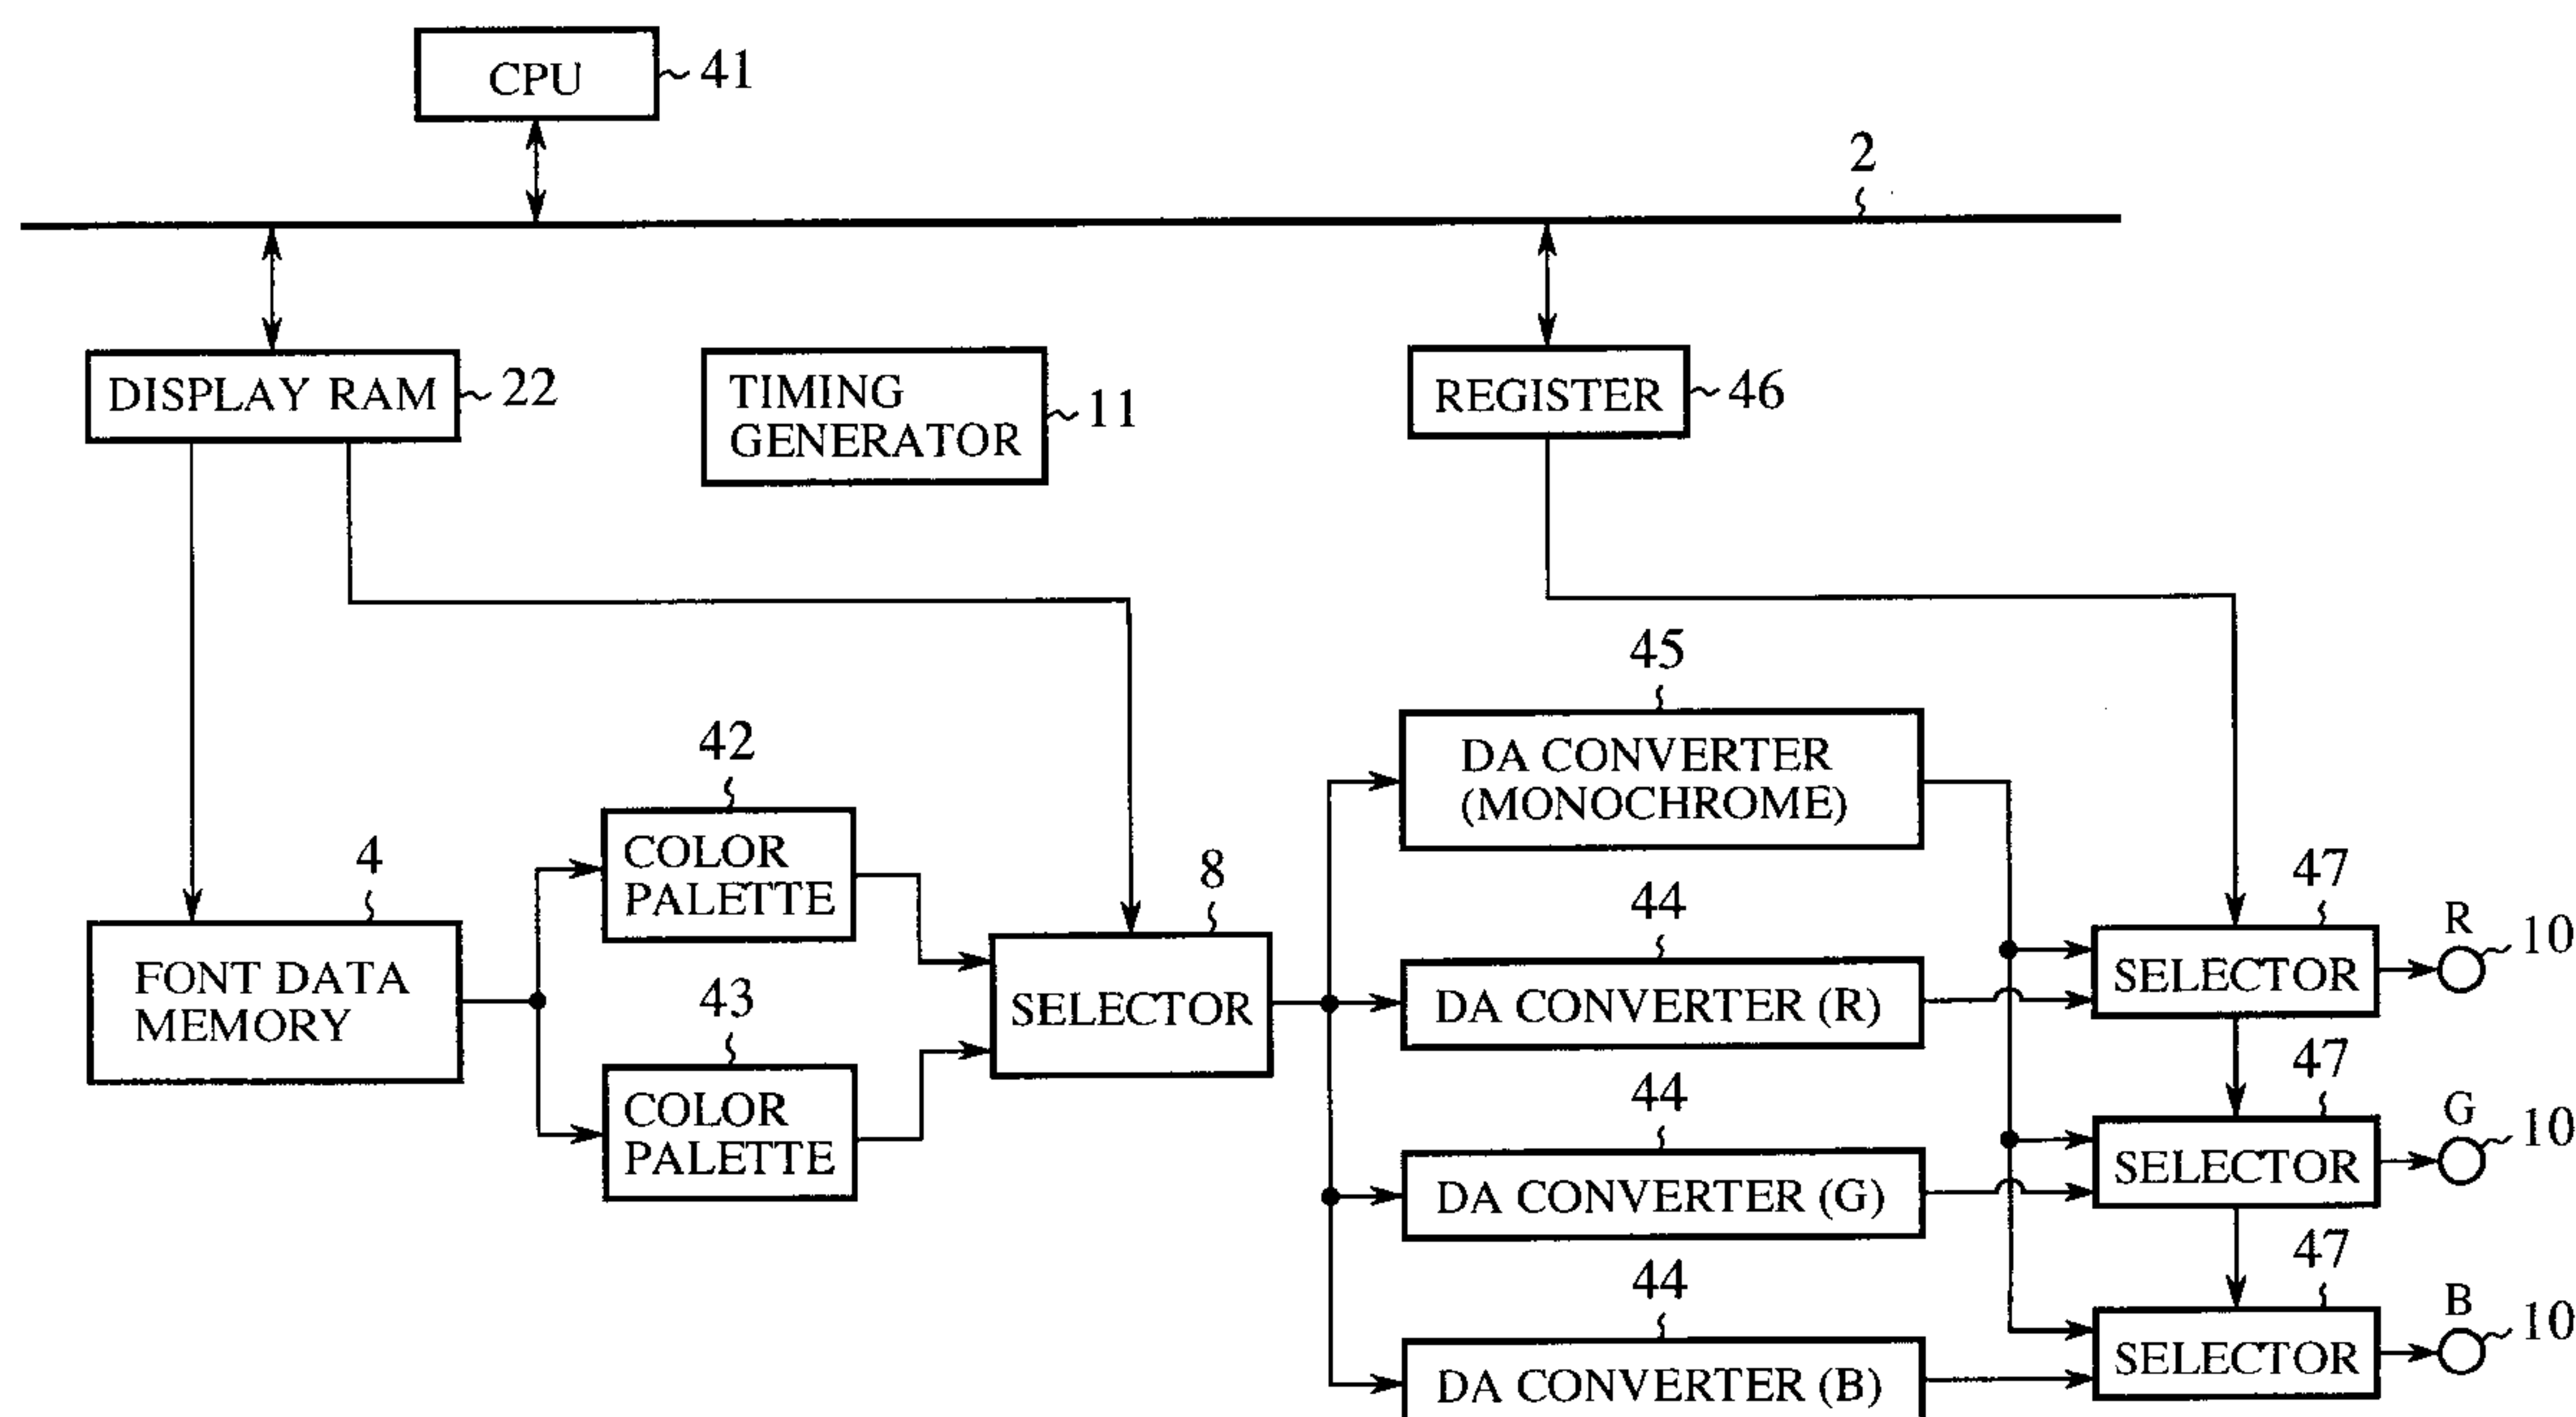 CPU
41
2
DISPLAY RAM
22
TIMING
GENERATOR
11
REGISTER
46
45
DA CONVERTER
(MONOCHROME)
42
COLOR
PALETTE
4
FONT DATA
MEMORY
43
COLOR
PALETTE
8
SELECTOR
44
DA CONVERTER (R)
47
SELECTOR
R
10
44
DA CONVERTER (G)
47
SELECTOR
G
10
44
DA CONVERTER (B)
47
SELECTOR
B
10